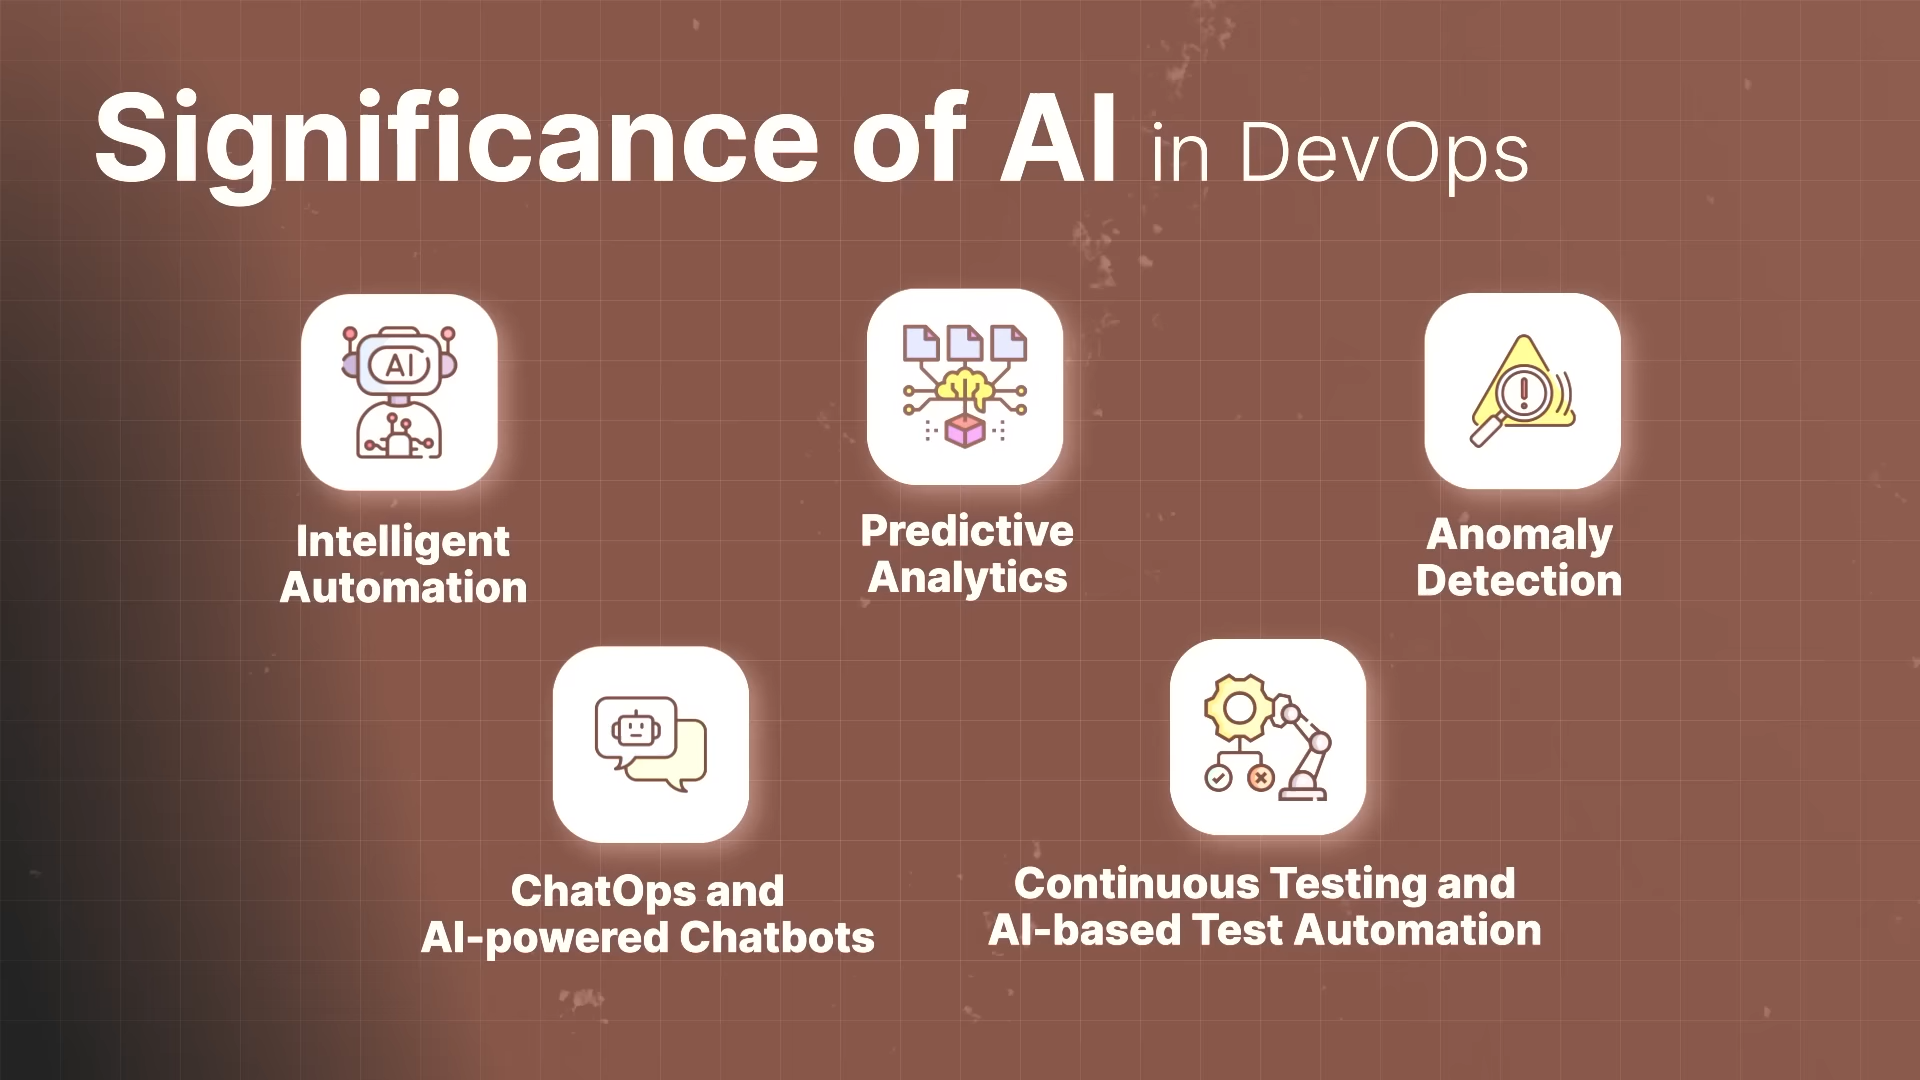 Significance of AI in DevOps
AI
Intelligent
Automation
Predictive
Analytics
Anomaly
Detection
ChatOps and
AI-powered Chatbots
Continuous Testing and
AI-based Test Automation